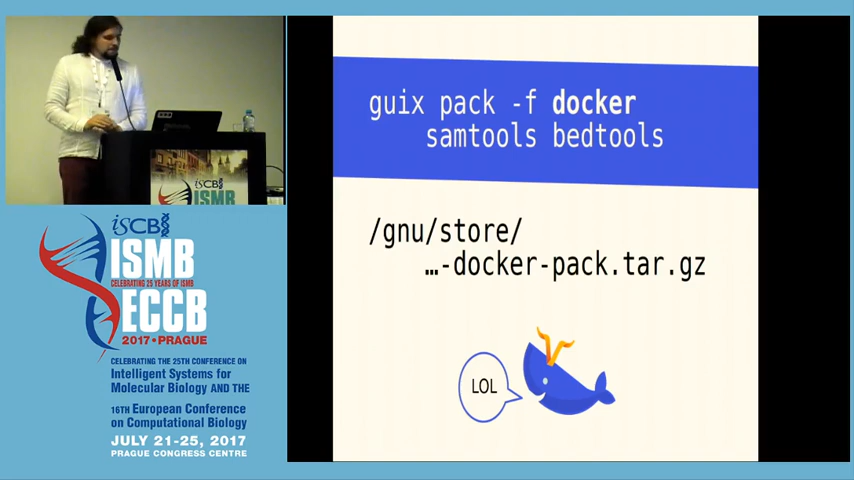 guix pack -f docker
samtools bedtools
/gnu/store/
…-docker-pack.tar.gz
LOL
iSCB
ISMB
iSCB
ISMB
CELEBRATING 25 YEARS OF ISMB
ECCB
2017 • PRAGUE
CELEBRATING THE 25TH CONFERENCE ON
Intelligent Systems for
Molecular Biology AND THE
16TH European Conference
on Computational Biology
JULY 21-25, 2017
PRAGUE CONGRESS CENTRE